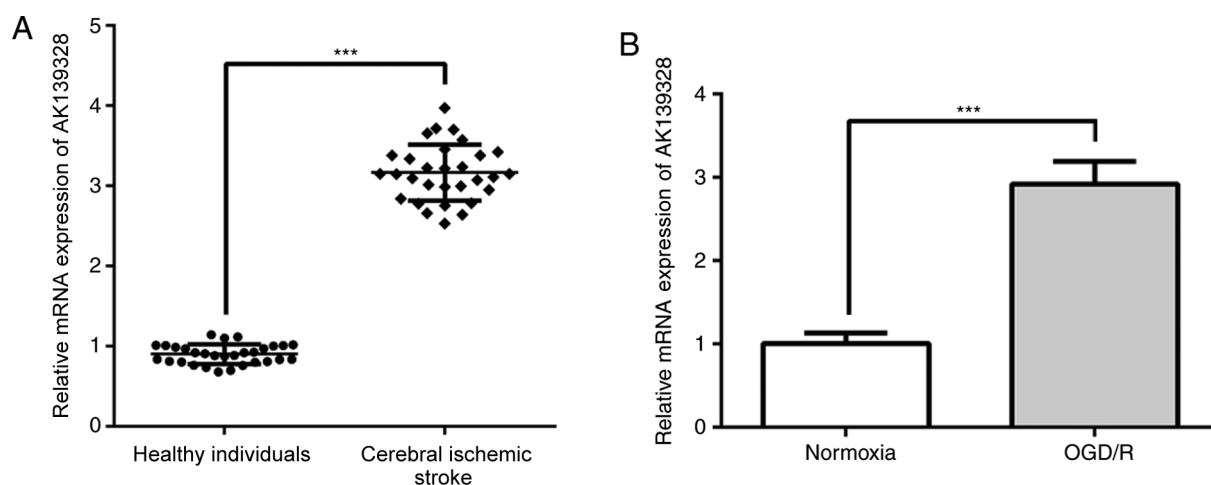 A
Relative mRNA expression of AK139328
5
4
3
2
1
0
***
Healthy individuals
Cerebral ischemic
stroke
B
Relative mRNA expression of AK139328
4
3
2
1
0
***
Normoxia
OGD/R